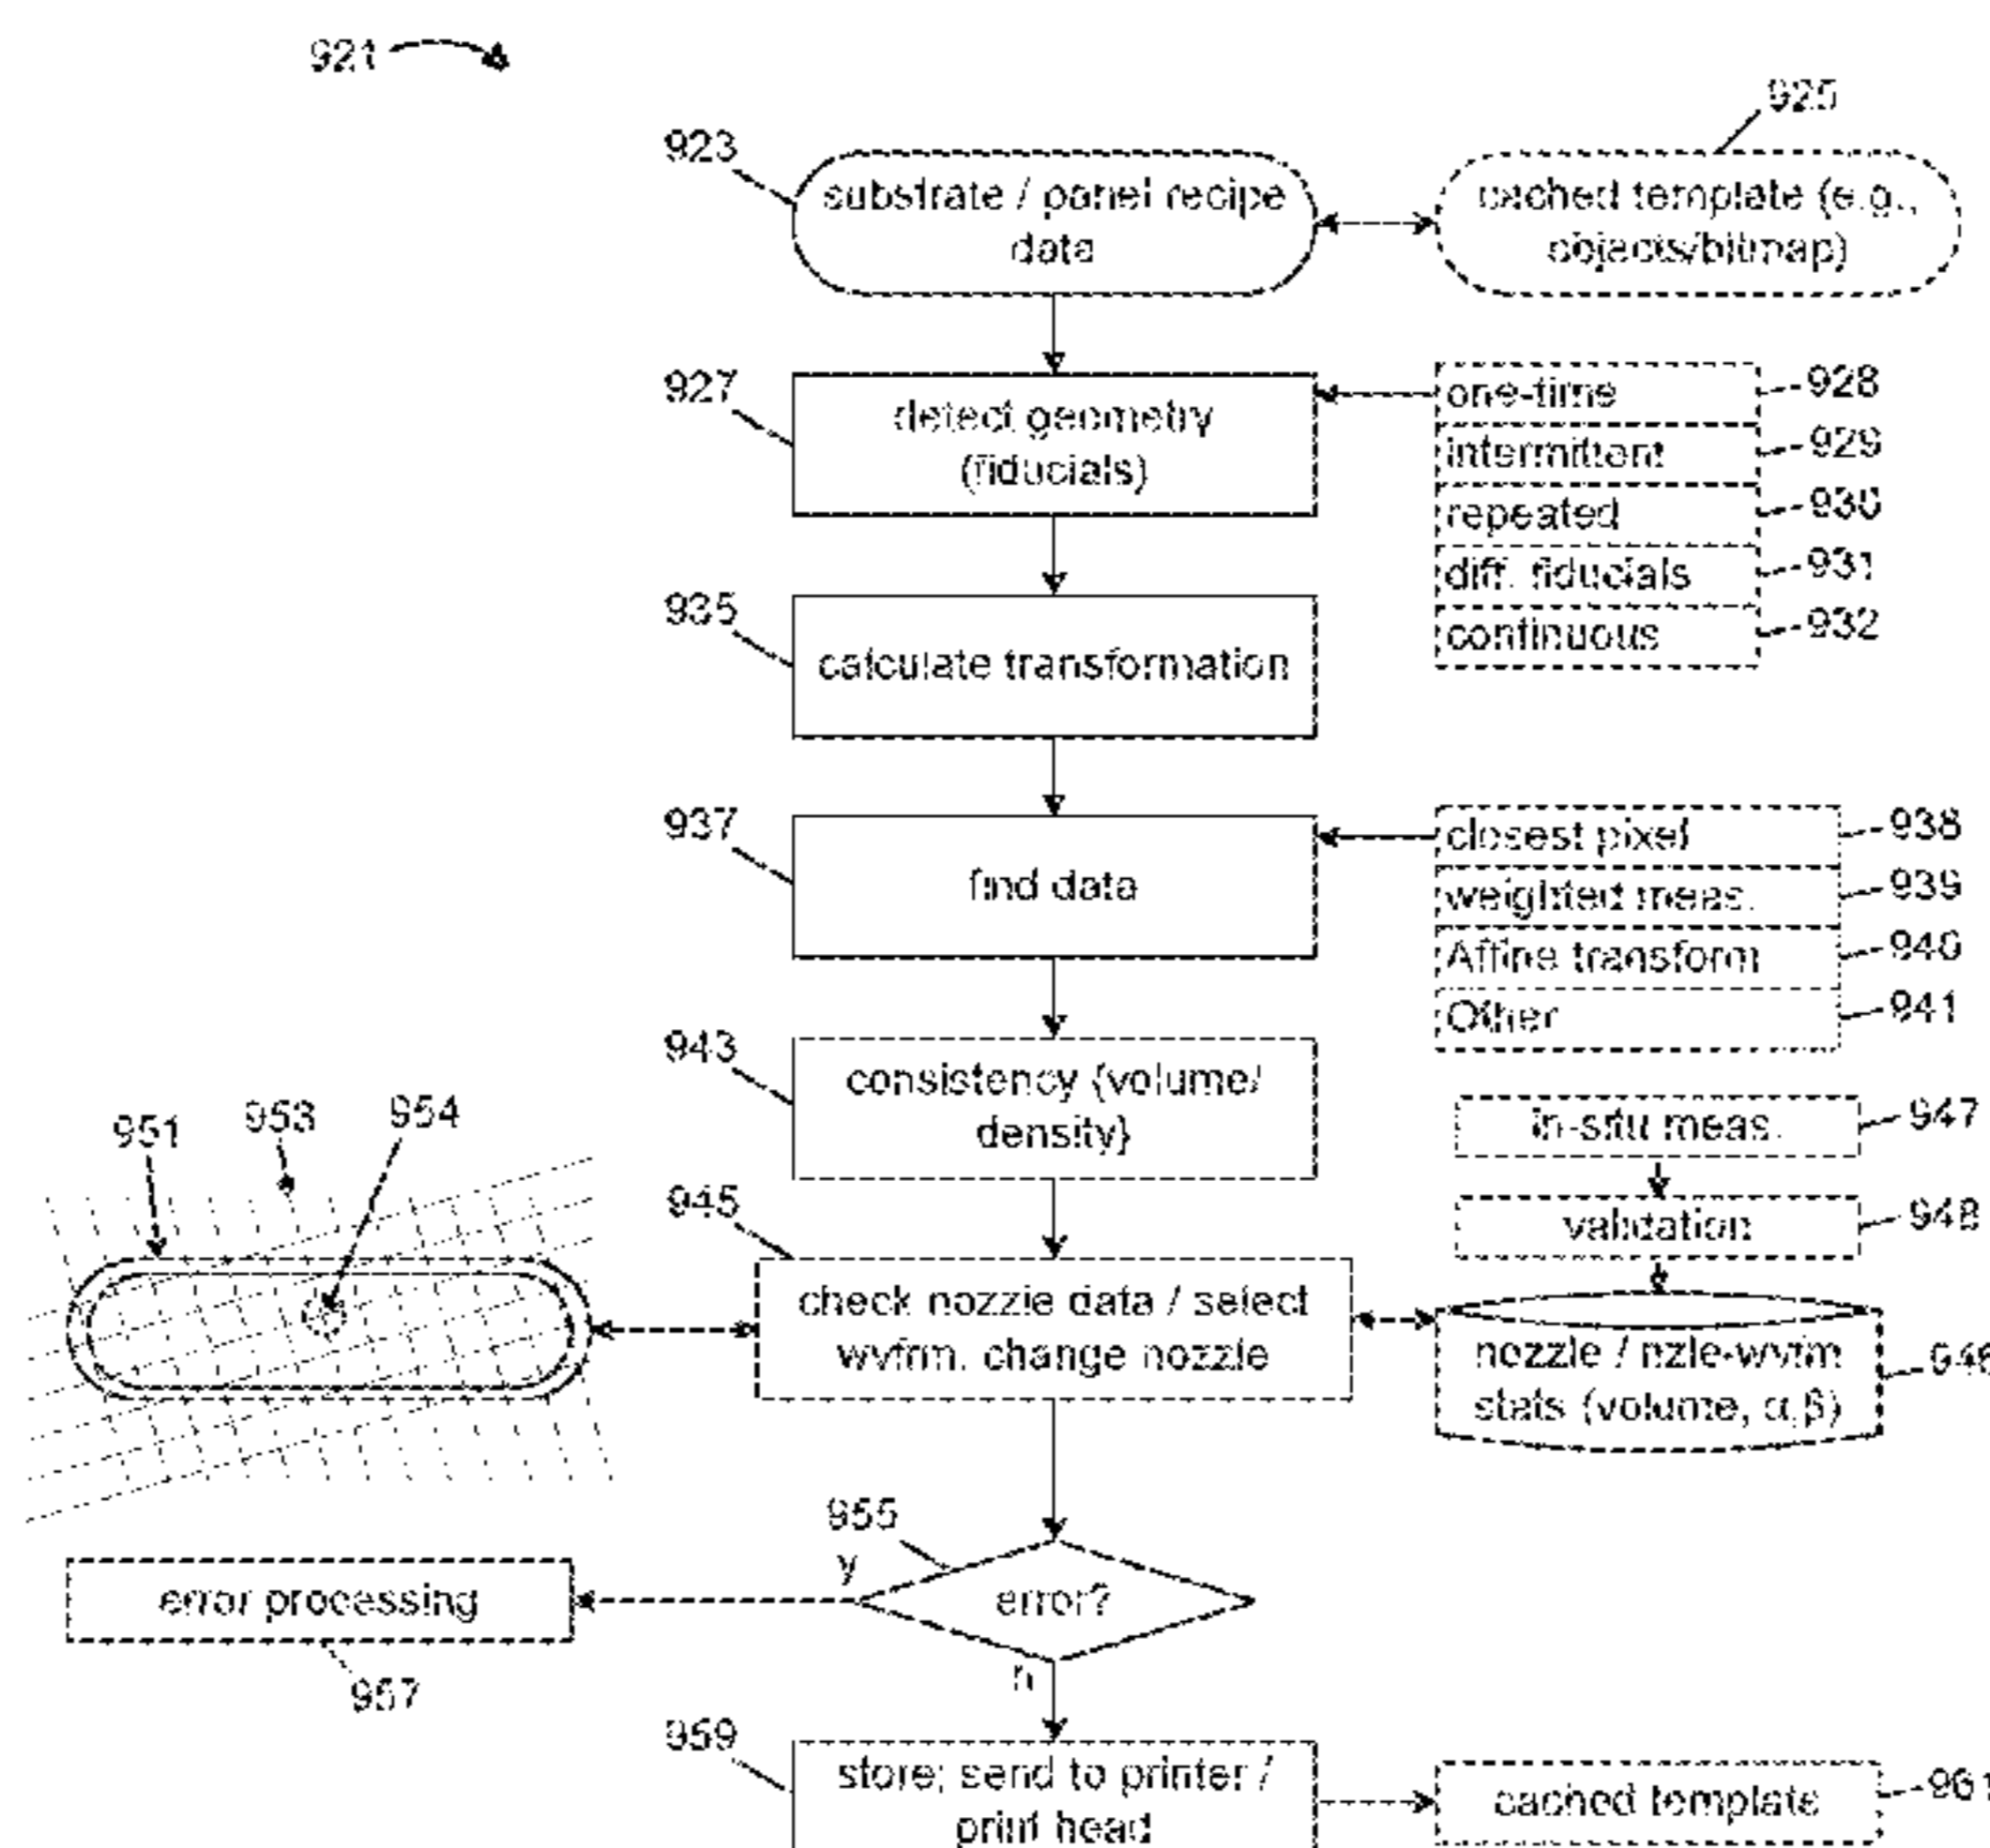 921
925
923
substrate / panel recipe
data
cached template (e.g.,
objects/bitmap)
927
detect geometry
(fiducials)
one-time
928
intermittent
929
repeated
930
diff. fiducials
931
continuous
932
935
calculate transformation
937
find data
closest pixel
938
weighted meas.
939
Affine transform
940
Other
941
943
consistency (volume/
density)
in-situ meas.
947
validation
948
951
953
954
945
check nozzle data / select
wvfrm. change nozzle
nozzle / nzle-wvfm
stats (volume, α,β)
946
955
y
error?
n
error processing
957
959
store; send to printer /
print head
cached template
961